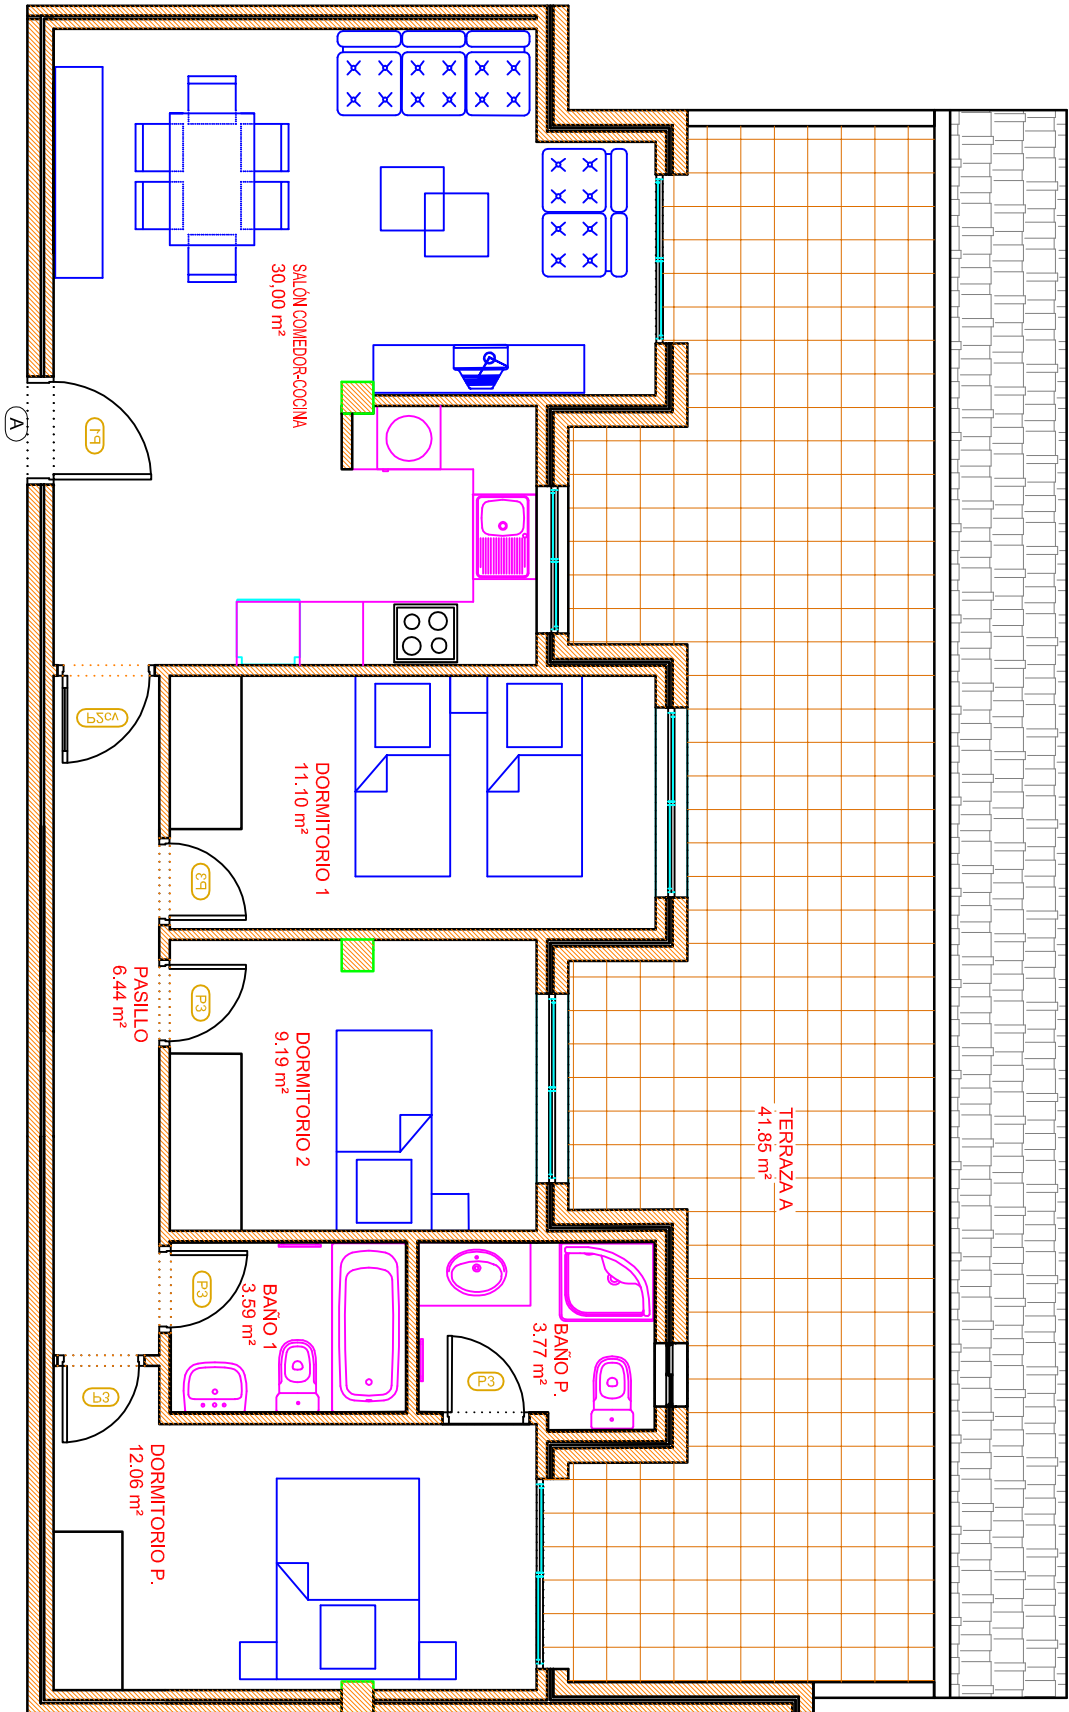 SALÓN COMEDOR-COCINA
30,00 m²
A
P1
P2cv
DORMITORIO 1
11.10 m²
P3
PASILLO
6.44 m²
P3
DORMITORIO 2
9.19 m²
TERRAZA A
41.85 m²
P3
BAÑO 1
3.59 m²
BAÑO P.
3.77 m²
P3
P3
DORMITORIO P.
12.06 m²